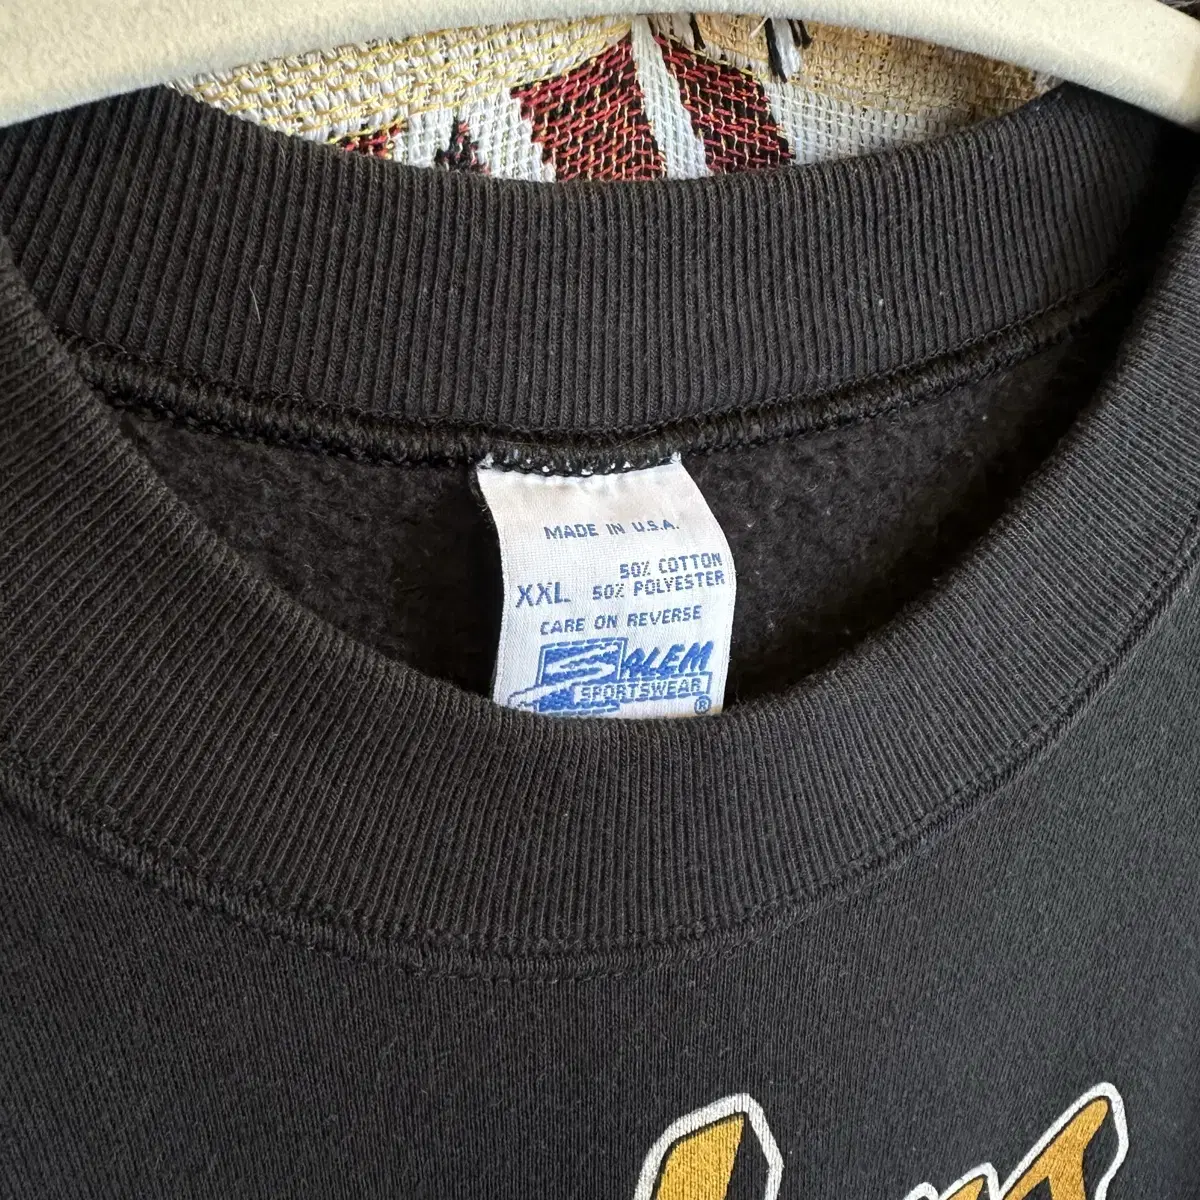 MADE IN U.S.A.
50% COTTON
XXL 50% POLYESTER
CARE ON REVERSE
SALEM
SPORTSWEAR
®